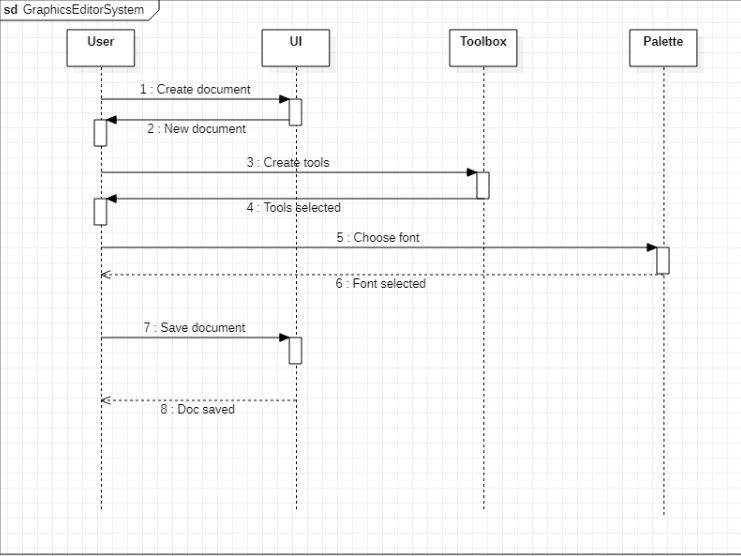 sd GraphicsEditorSystem
User UI Toolbox Palette
1 : Create document
2 : New document
3 : Create tools
4 : Tools selected
5 : Choose font
6 : Font selected
7 : Save document
8 : Doc saved